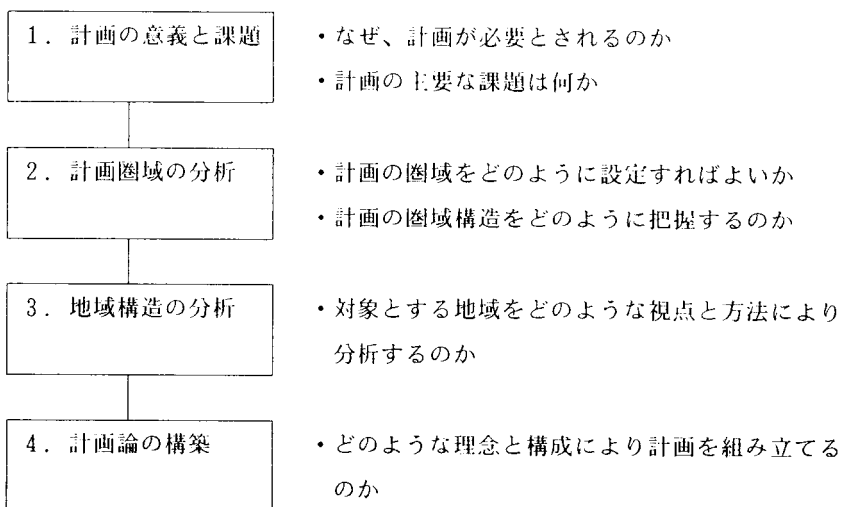 1. 計画の意義と課題
・なぜ、計画が必要とされるのか
・計画の主要な課題は何か
2. 計画圏域の分析
・計画の圏域をどのように設定すればよいか
・計画の圏域構造をどのように把握するのか
3. 地域構造の分析
・対象とする地域をどのような視点と方法により
分析するのか
4. 計画論の構築
・どのような理念と構成により計画を組み立てる
のか